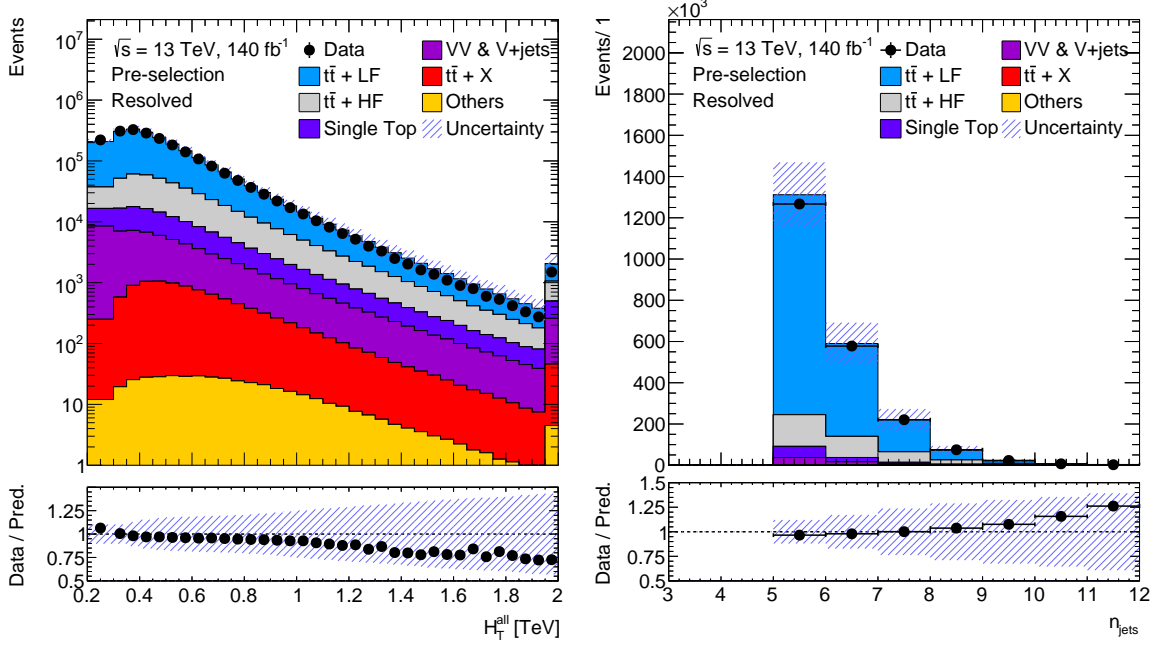 Events
10⁷
10⁶
10⁵
10⁴
10³
10²
10
1
√s = 13 TeV, 140 fb⁻¹
Pre-selection
Resolved
Data
tt̄ + LF
tt̄ + HF
Single Top
VV & V+jets
tt̄ + X
Others
Uncertainty
Data / Pred.
1.25
1
0.75
0.5
0.2 0.4 0.6 0.8 1 1.2 1.4 1.6 1.8 2
H_T^all [TeV]
×10³
Events/ 1
2000
1800
1600
1400
1200
1000
800
600
400
200
0
√s = 13 TeV, 140 fb⁻¹
Pre-selection
Resolved
Data
tt̄ + LF
tt̄ + HF
Single Top
VV & V+jets
tt̄ + X
Others
Uncertainty
Data / Pred.
1.5
1.25
1
0.75
0.5
3 4 5 6 7 8 9 10 11 12
n_jets